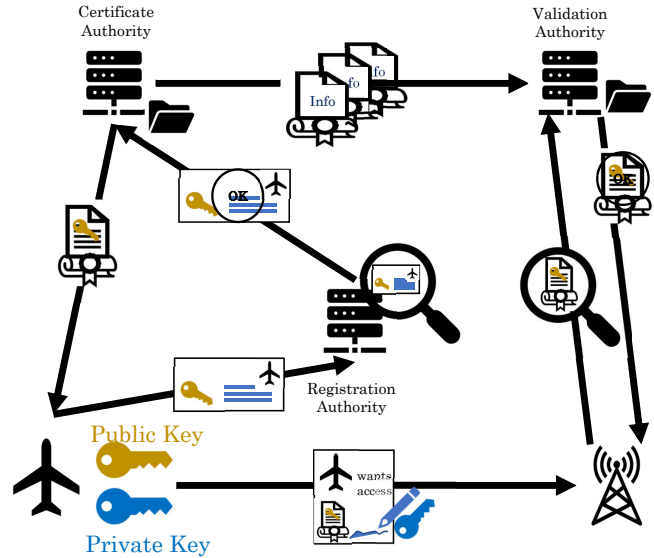 Certificate
Authority
Validation
Authority
Info
fo
fo
OK
OK
Registration
Authority
Public Key
wants
access
Private Key